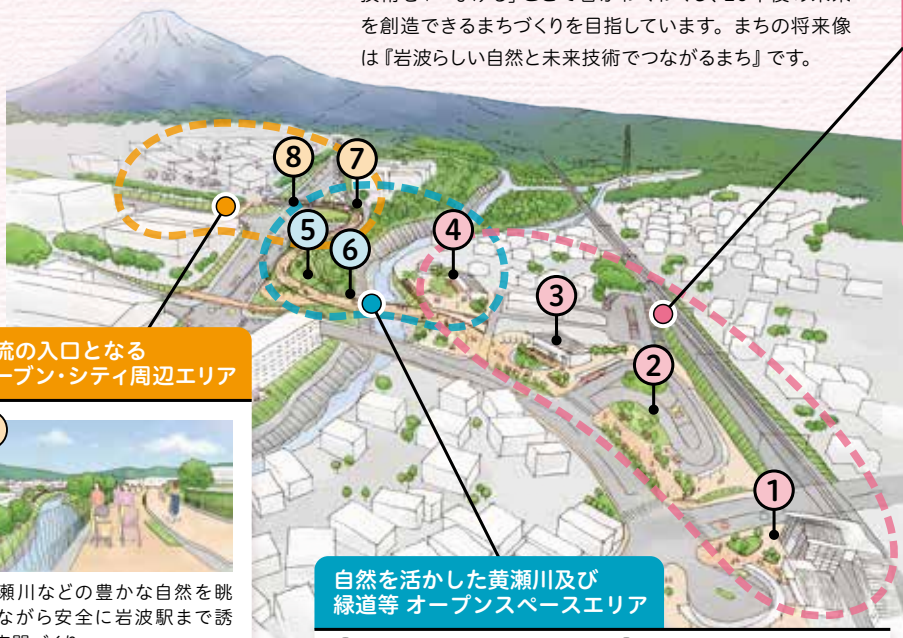 を創造できるまちづくりを目指しています。まちの将来像
は『岩波らしい自然と未来技術でつながるまち』です。
8
7
5
6
4
3
2
1
流の入口となる
ーブン・シティ周辺エリア
瀬川などの豊かな自然を眺
ながら安全に岩波駅まで誘
自然を活かした黄瀬川及び
緑道等 オープンスペースエリア